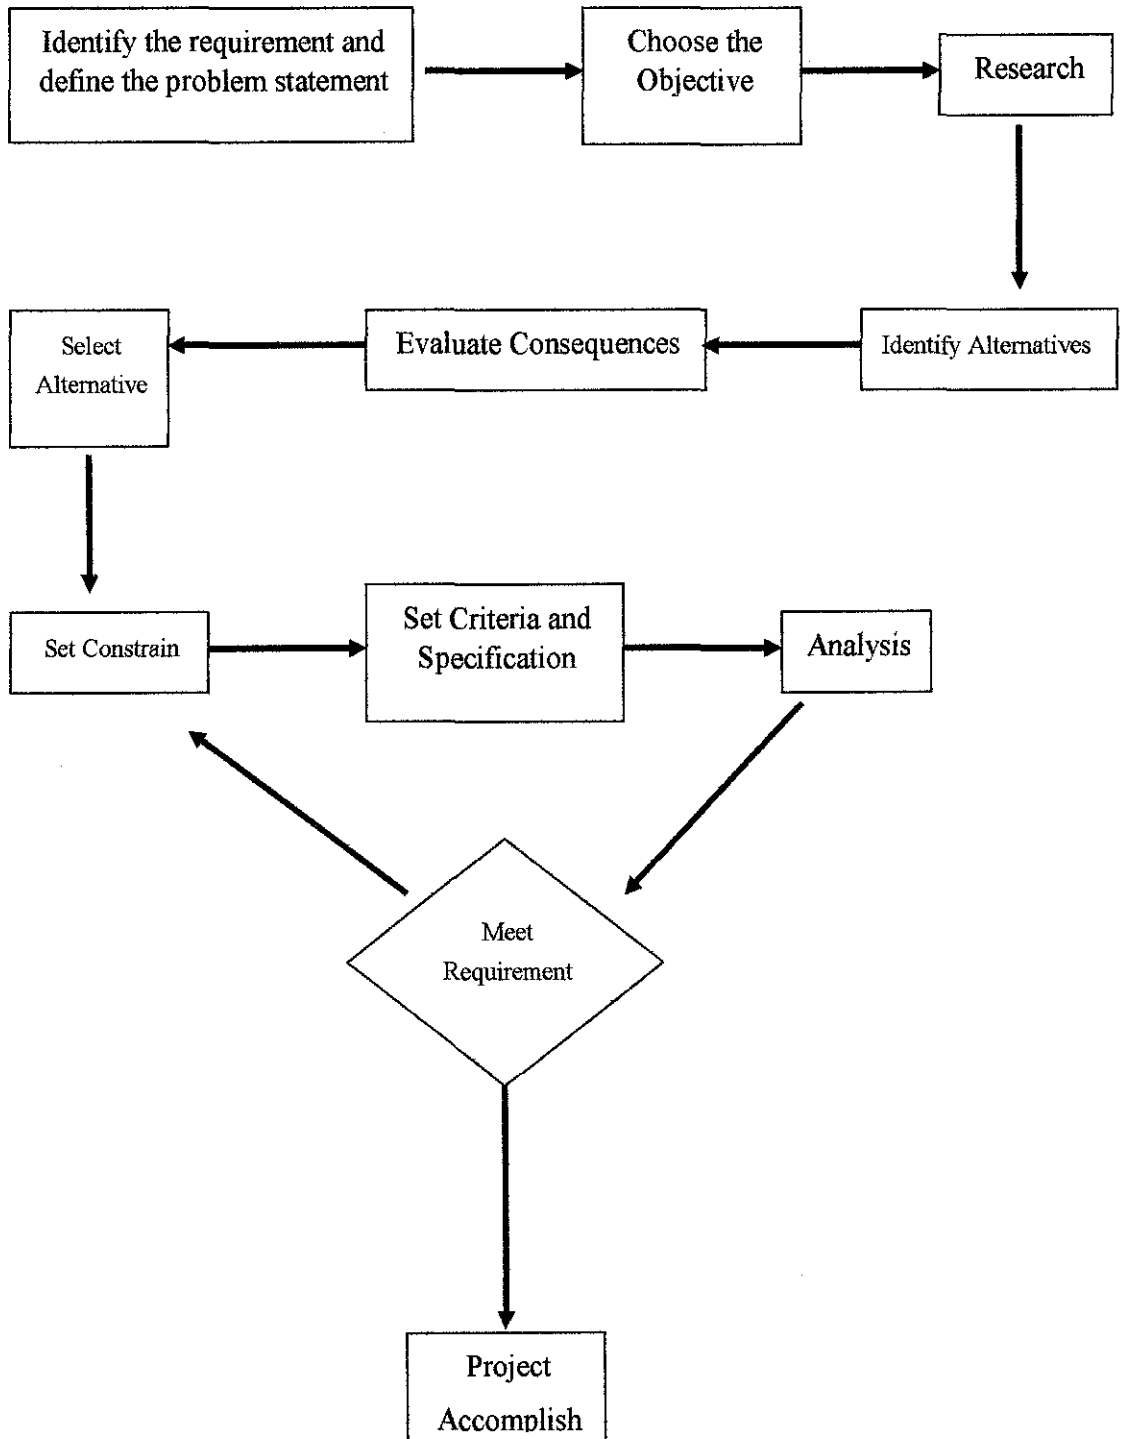 Identify the requirement and
define the problem statement
Choose the
Objective
Research
Identify Alternatives
Evaluate Consequences
Select
Alternative
Set Constrain
Set Criteria and
Specification
Analysis
Meet
Requirement
Project
Accomplish